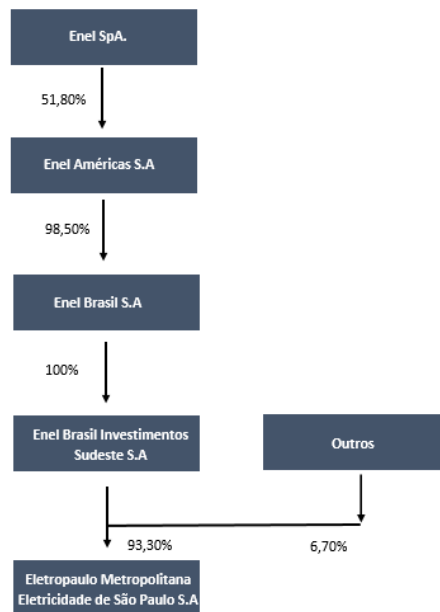 Enel SpA.
51,80%
Enel Américas S.A
98,50%
Enel Brasil S.A
100%
Enel Brasil Investimentos
Sudeste S.A
Outros
93,30%
6,70%
Eletropaulo Metropolitana
Eletricidade de São Paulo S.A